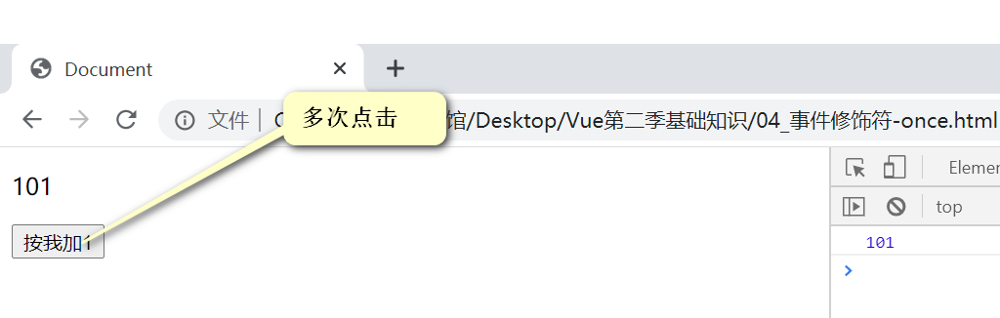 Document
多次点击
文件 | C 馆/Desktop/Vue第二季基础知识/04_事件修饰符-once.html
Elemen
101
top
按我加1
101